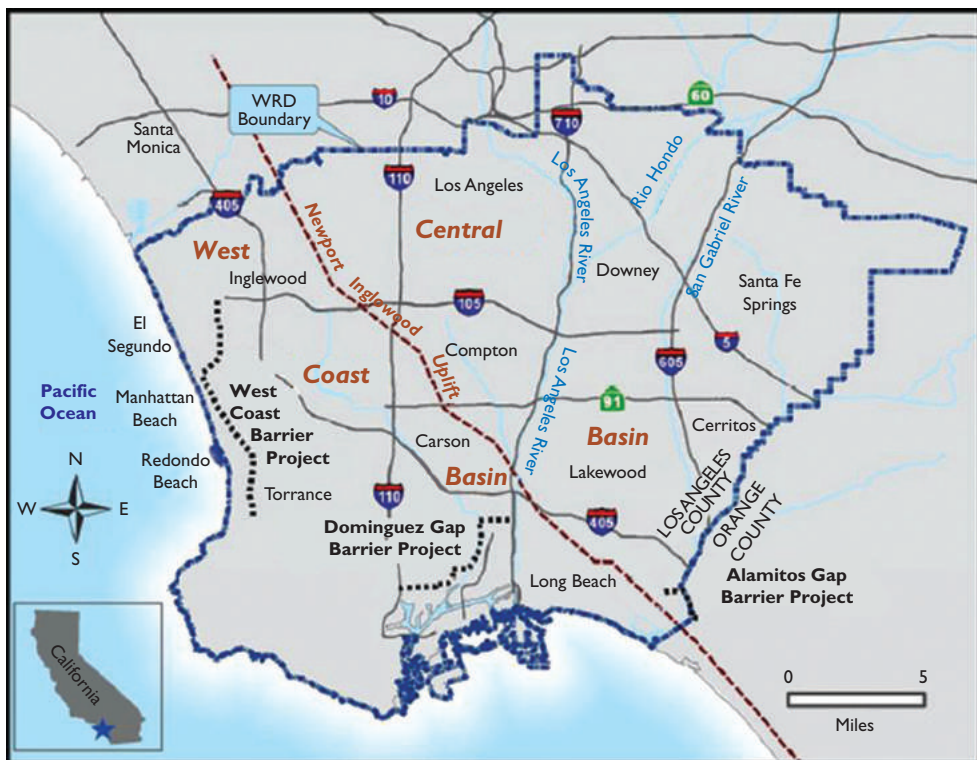 10
60
WRD
Boundary
710
Santa
Monica
110
Los Angeles
Los Angeles River
Rio Hondo
San Gabriel River
405
Newport
Inglewood
Uplift
West
Central
Inglewood
Downey
Santa Fe
Springs
105
El
Segundo
Compton
5
605
Coast
Los Angeles River
Pacific
Ocean
Manhattan
Beach
West
Coast
Barrier
Project
91
Cerritos
Carson
Basin
Basin
Lakewood
Redondo
Beach
Torrance
N
W
E
S
110
405
LOS ANGELES
COUNTY
ORANGE
COUNTY
Dominguez Gap
Barrier Project
Long Beach
Alamitos Gap
Barrier Project
California
0
5
Miles